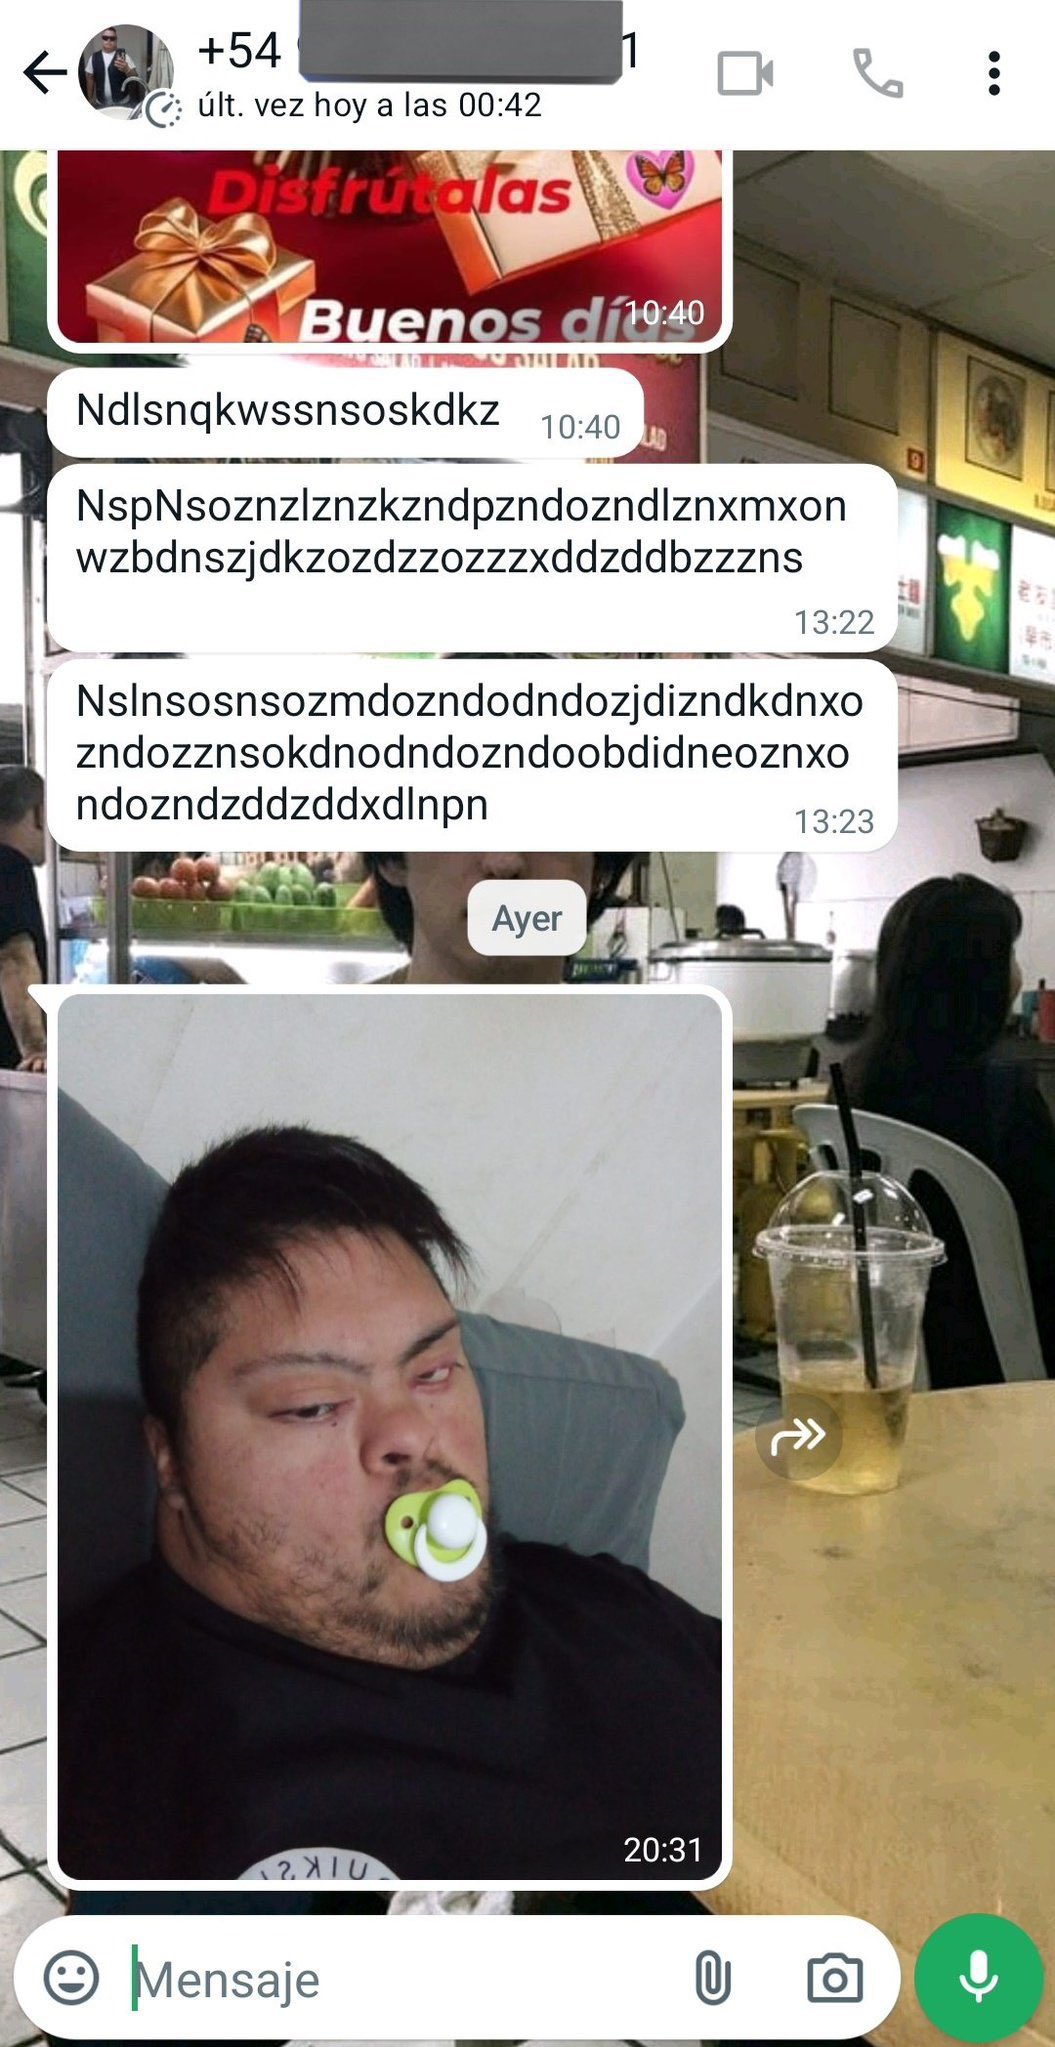 +54 1
últ. vez hoy a las 00:42
Disfrútalas
Buenos días
10:40
Ndlsnqkwssnsoskdkz
10:40
NspNsoznzlznzkzndpzndozndlznxmxon
wzbdnszjdkzozdzzozzzxddzddbzzzns
13:22
Nslnsosnsozmdozndodndozjdizndkdnxo
zndozznsokdnodndozndoobdidneoznxo
ndozndzddzddxdlnpn
13:23
Ayer
20:31
Mensaje